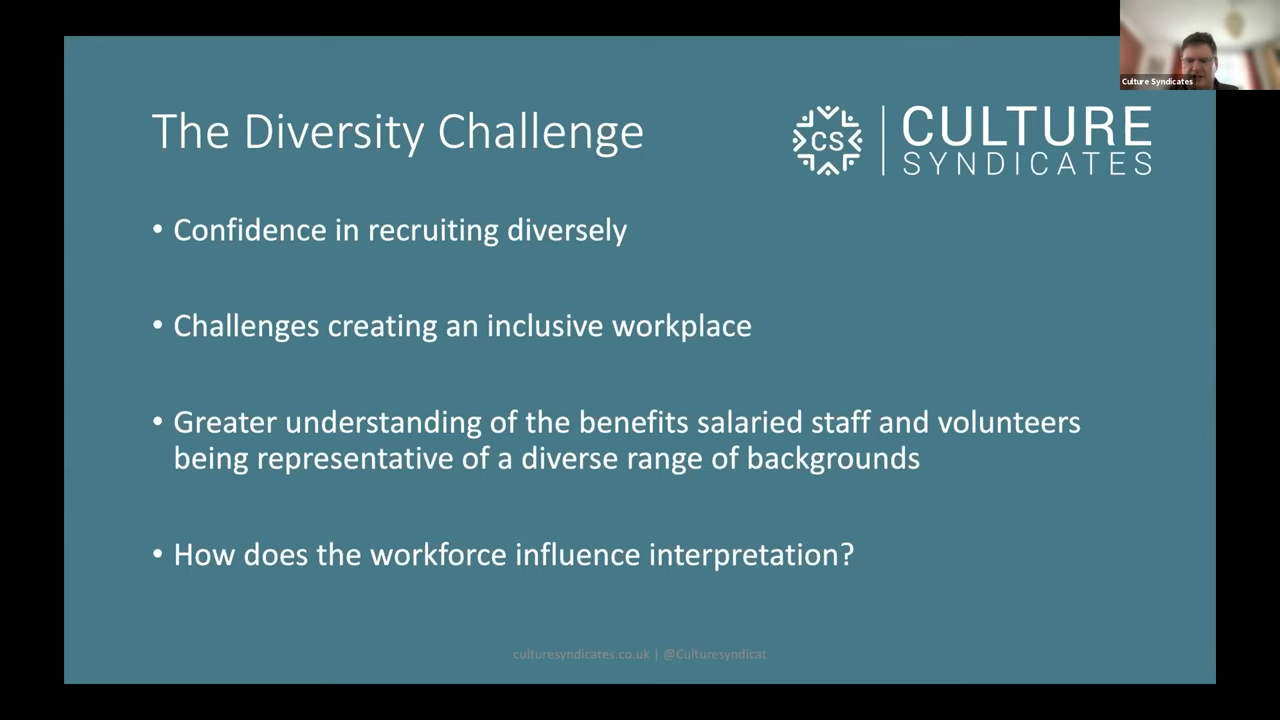 Culture Syndicates
The Diversity Challenge
CS
CULTURE
SYNDICATES
• Confidence in recruiting diversely
• Challenges creating an inclusive workplace
• Greater understanding of the benefits salaried staff and volunteers
being representative of a diverse range of backgrounds
• How does the workforce influence interpretation?
culturesyndicates.co.uk | @Culturesyndicat